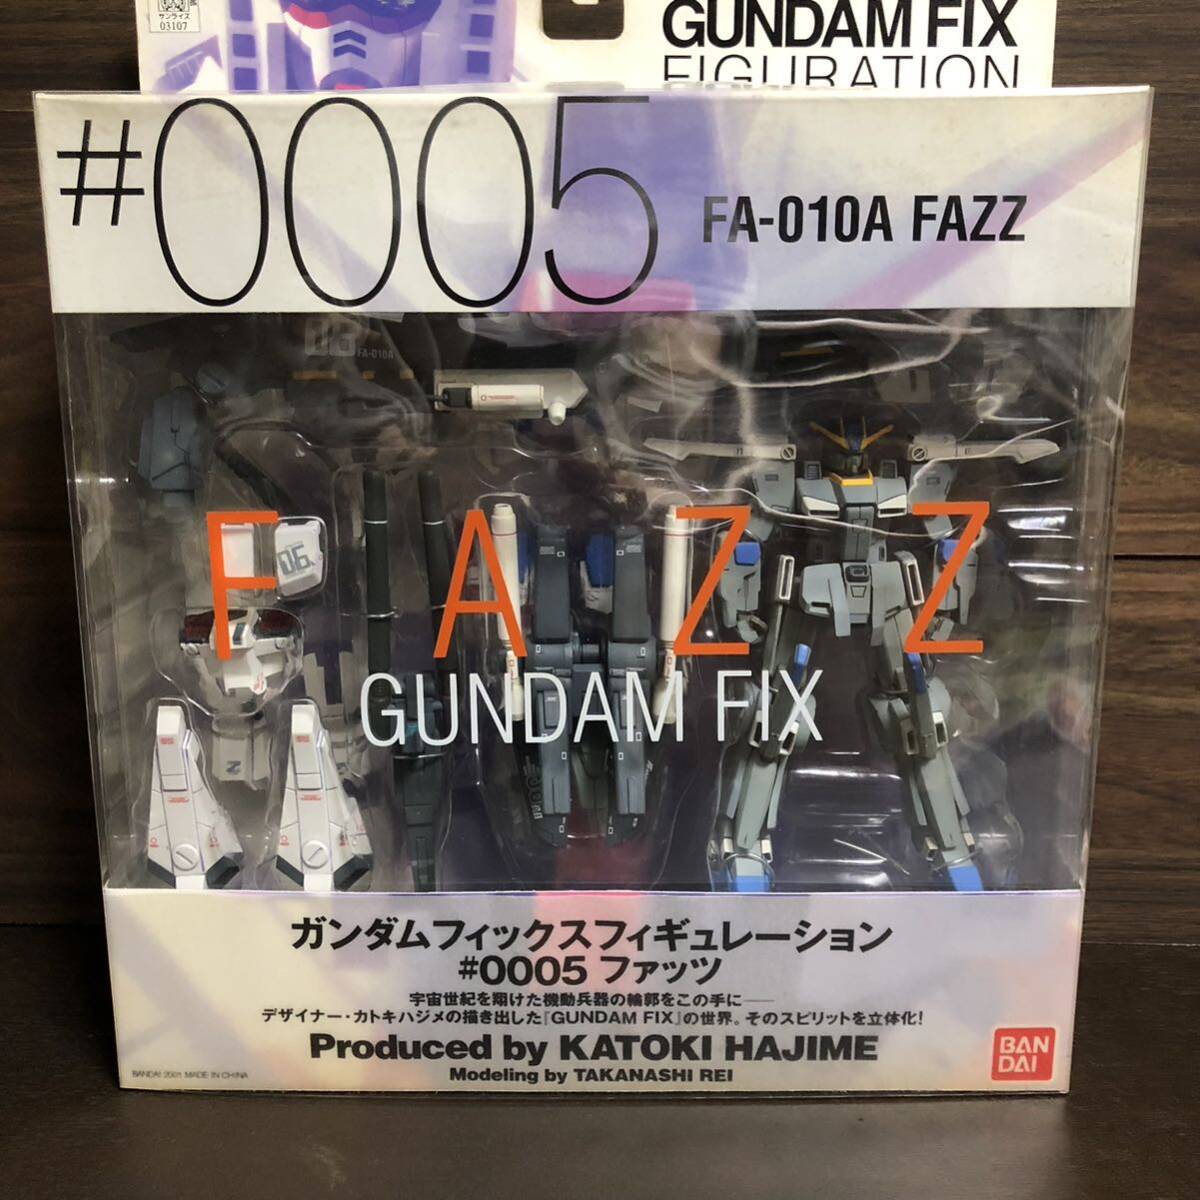 サンライズ
03107
GUNDAM FIX
FIGURATION
#0005
FA-010A FAZZ
FA-010A
06
FAZZ
GUNDAM FIX
ガンダムフィックスフィギュレーション
#0005 ファッツ
宇宙世紀を翔けた機動兵器の輪郭をこの手に――
デザイナー・カトキハジメの描き出した『GUNDAM FIX』の世界。そのスピリットを立体化!
Produced by KATOKI HAJIME
Modeling by TAKANASHI REI
BANDAI 2001 MADE IN CHINA
BAN
DAI